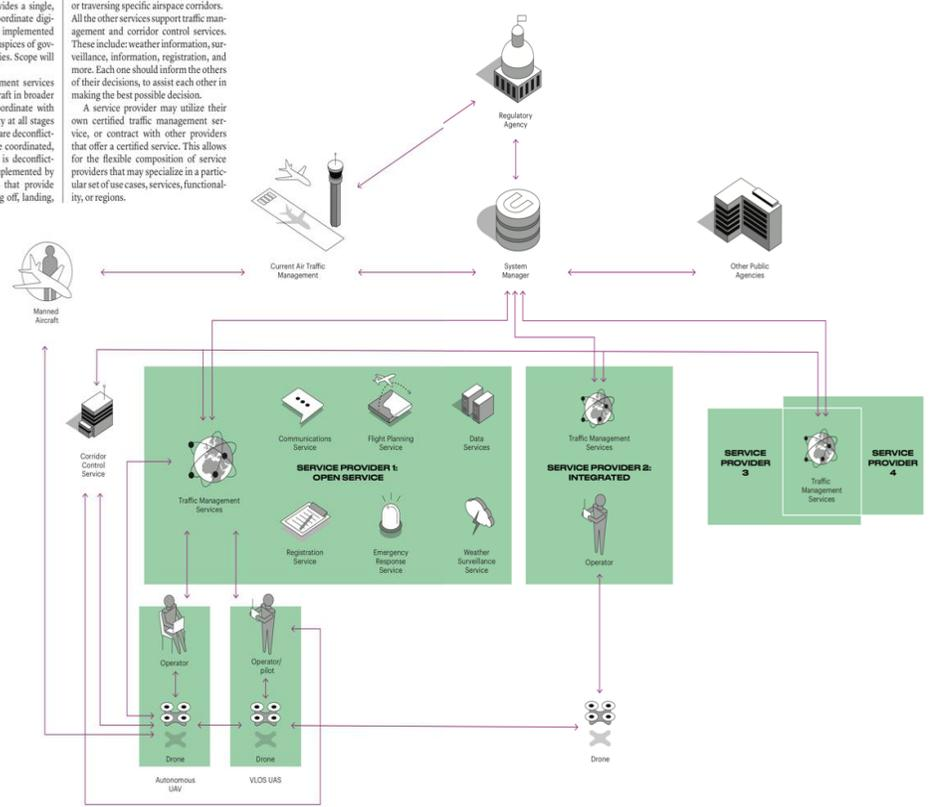 vides a single,
oordinate digi-
implemented
uspices of gov-
ies. Scope will
ment services
raft in broader
ordinate with
y at all stages
are deconflict-
e coordinated,
is deconflict-
plemented by
that provide
g off, landing,
or traversing specific airspace corridors.
All the other services support traffic man-
agement and corridor control services.
These include: weather information, sur-
veillance, information, registration, and
more. Each one should inform the others
of their decisions, to assist each other in
making the best possible decision.
A service provider may utilize their
own certified traffic management ser-
vice, or contract with other providers
that offer a certified service. This allows
for the flexible composition of service
providers that may specialize in a partic-
ular set of use cases, services, functional-
ity, or regions.
Regulatory
Agency
Current Air Traffic
Management
System
Manager
Other Public
Agencies
Manned
Aircraft
Corridor
Control
Service
Traffic Management
Services
Communications
Service
Flight Planning
Service
Data
Services
SERVICE PROVIDER 1:
OPEN SERVICE
Registration
Service
Emergency
Response
Service
Weather
Surveillance
Service
Traffic Management
Services
SERVICE PROVIDER 2:
INTEGRATED
Operator
SERVICE
PROVIDER
3
Traffic
Management
Services
SERVICE
PROVIDER
4
Operator
Drone
Autonomous
UAV
Operator/
pilot
Drone
VLOS UAS
Drone